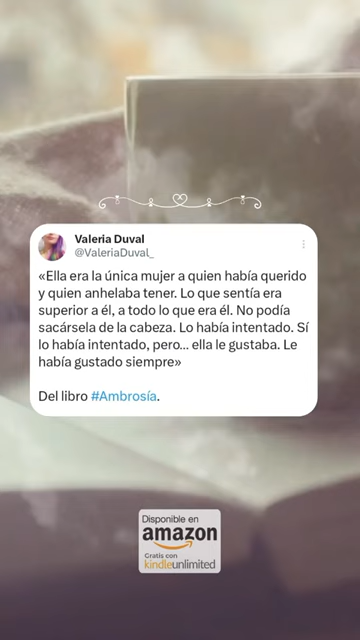 Valeria Duval
@ValeriaDuval_
«Ella era la única mujer a quien había querido
y quien anhelaba tener. Lo que sentía era
superior a él, a todo lo que era él. No podía
sacársela de la cabeza. Lo había intentado. Sí
lo había intentado, pero... ella le gustaba. Le
había gustado siempre»
Del libro #Ambrosía.
Disponible en
amazon
Gratis con
kindleunlimited